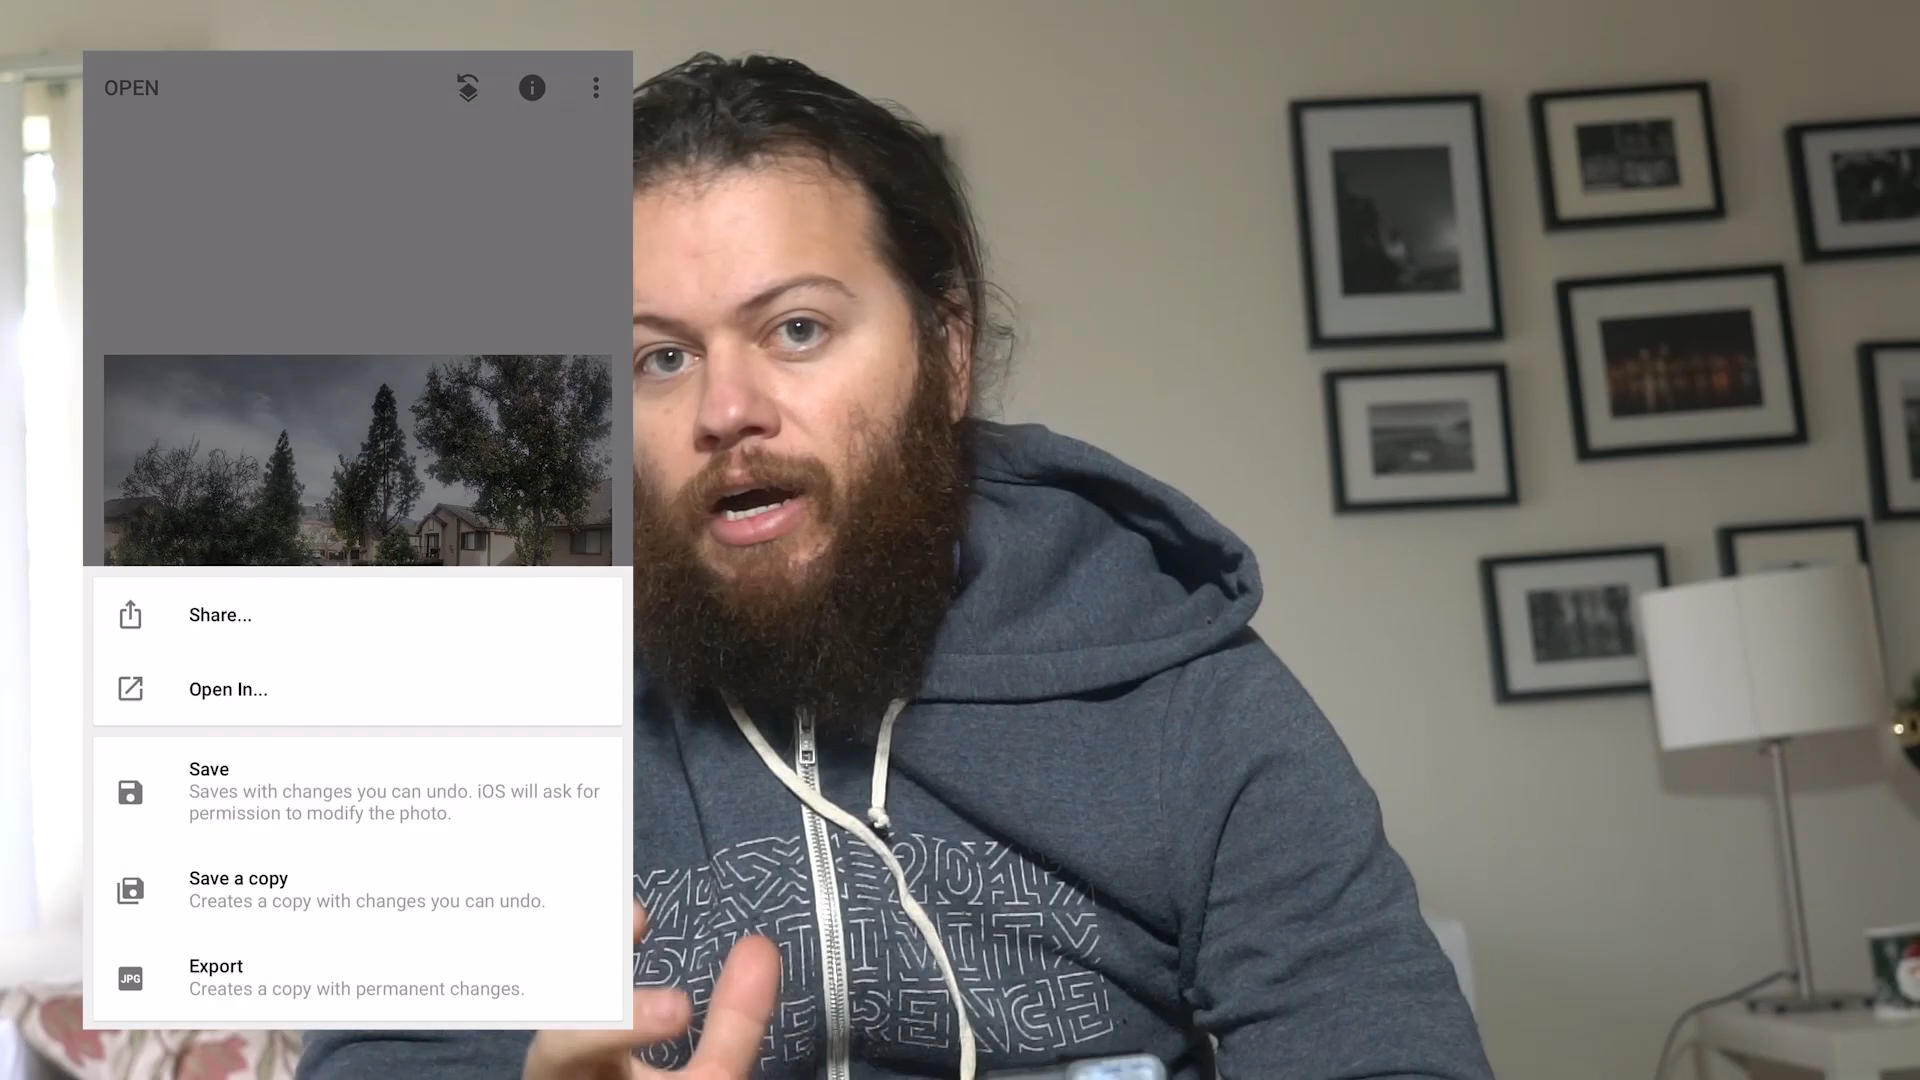 OPEN
Share...
Open In...
Save
Saves with changes you can undo. iOS will ask for
permission to modify the photo.
Save a copy
Creates a copy with changes you can undo.
JPG
Export
Creates a copy with permanent changes.